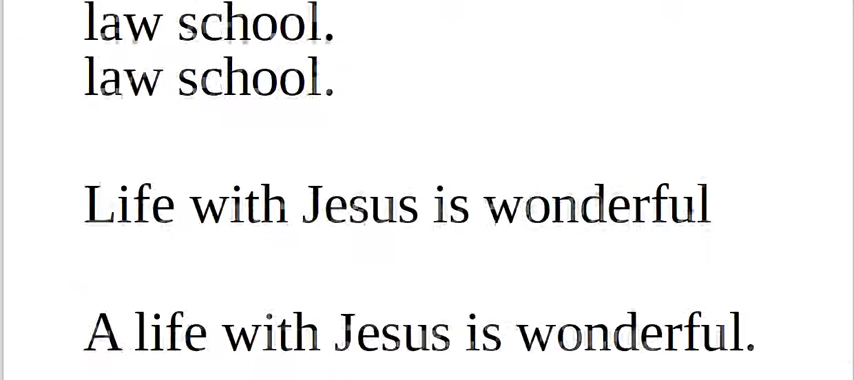 law school.
law school.
Life with Jesus is wonderful
A life with Jesus is wonderful.